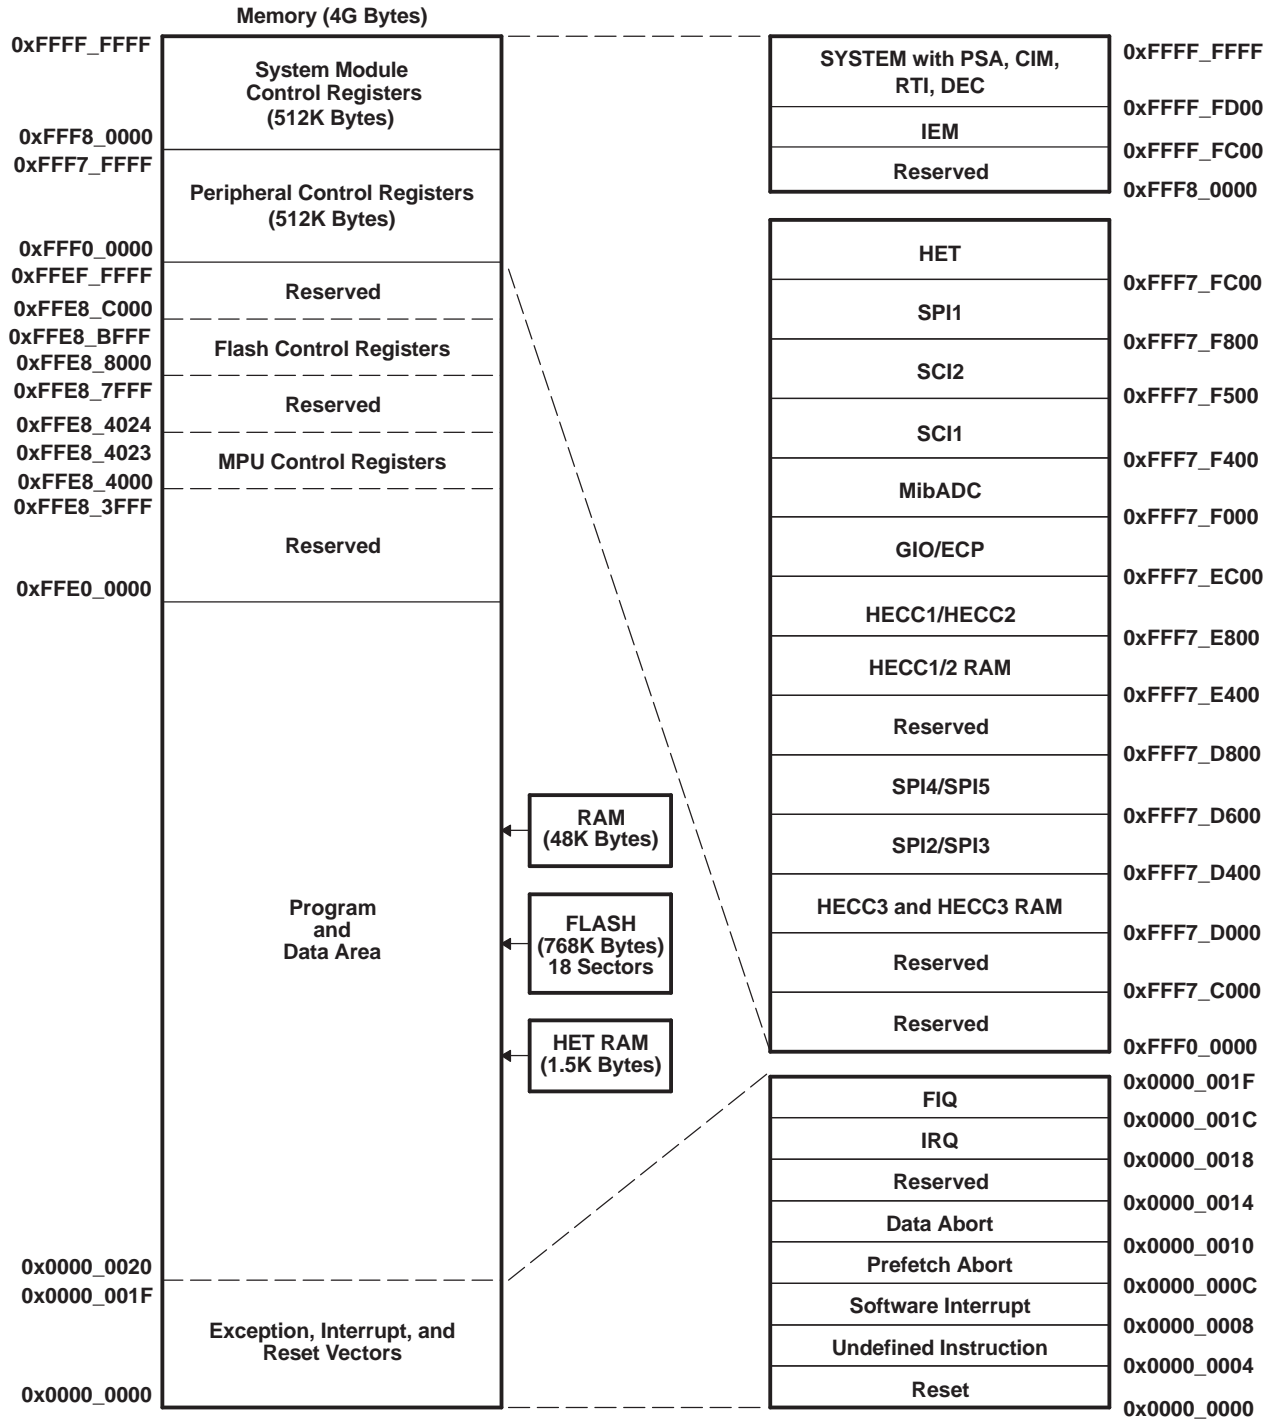 Memory (4G Bytes)
0xFFFF_FFFF
System Module
Control Registers
(512K Bytes)
0xFFF8_0000
0xFFF7_FFFF
Peripheral Control Registers
(512K Bytes)
0xFFF0_0000
0xFFEF_FFFF
Reserved
0xFFE8_C000
0xFFE8_BFFF
Flash Control Registers
0xFFE8_8000
0xFFE8_7FFF
Reserved
0xFFE8_4024
0xFFE8_4023
MPU Control Registers
0xFFE8_4000
0xFFE8_3FFF
Reserved
0xFFE0_0000
Program
and
Data Area
0x0000_0020
0x0000_001F
Exception, Interrupt, and
Reset Vectors
0x0000_0000
RAM
(48K Bytes)
FLASH
(768K Bytes)
18 Sectors
HET RAM
(1.5K Bytes)
0xFFFF_FFFF
SYSTEM with PSA, CIM,
RTI, DEC
0xFFFF_FD00
IEM
0xFFFF_FC00
Reserved
0xFFF8_0000
HET
0xFFF7_FC00
SPI1
0xFFF7_F800
SCI2
0xFFF7_F500
SCI1
0xFFF7_F400
MibADC
0xFFF7_F000
GIO/ECP
0xFFF7_EC00
HECC1/HECC2
0xFFF7_E800
HECC1/2 RAM
0xFFF7_E400
Reserved
0xFFF7_D800
SPI4/SPI5
0xFFF7_D600
SPI2/SPI3
0xFFF7_D400
HECC3 and HECC3 RAM
0xFFF7_D000
Reserved
0xFFF7_C000
Reserved
0xFFF0_0000
0x0000_001F
FIQ
0x0000_001C
IRQ
0x0000_0018
Reserved
0x0000_0014
Data Abort
0x0000_0010
Prefetch Abort
0x0000_000C
Software Interrupt
0x0000_0008
Undefined Instruction
0x0000_0004
Reset
0x0000_0000